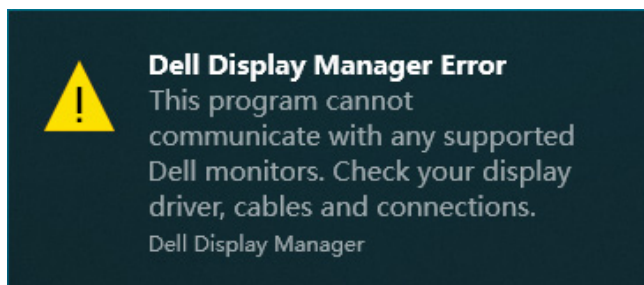 Dell Display Manager Error
This program cannot
communicate with any supported
Dell monitors. Check your display
driver, cables and connections.
Dell Display Manager